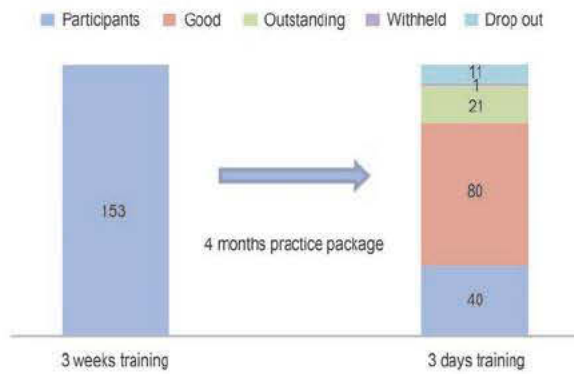 Participants Good Outstanding Withheld Drop out
11
1
21
153
80
4 months practice package
40
3 weeks training 3 days training